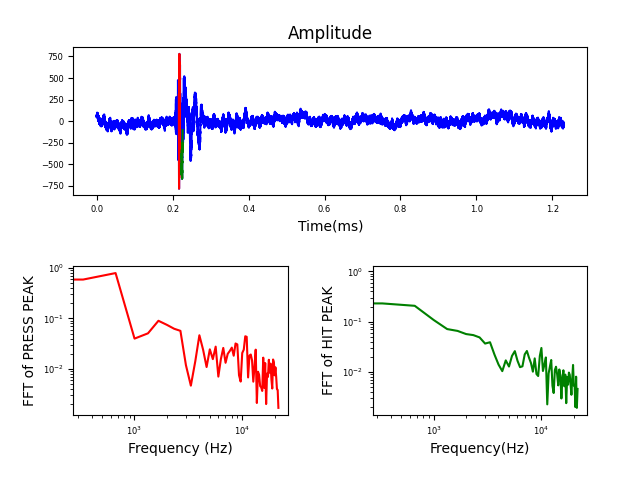 Amplitude
750
500
250
0
−250
−500
−750
0.0 0.2 0.4 0.6 0.8 1.0 1.2
Time(ms)
FFT of PRESS PEAK
10⁰
10⁻¹
10⁻²
10³ 10⁴
Frequency (Hz)
FFT of HIT PEAK
10⁰
10⁻¹
10⁻²
10³ 10⁴
Frequency(Hz)